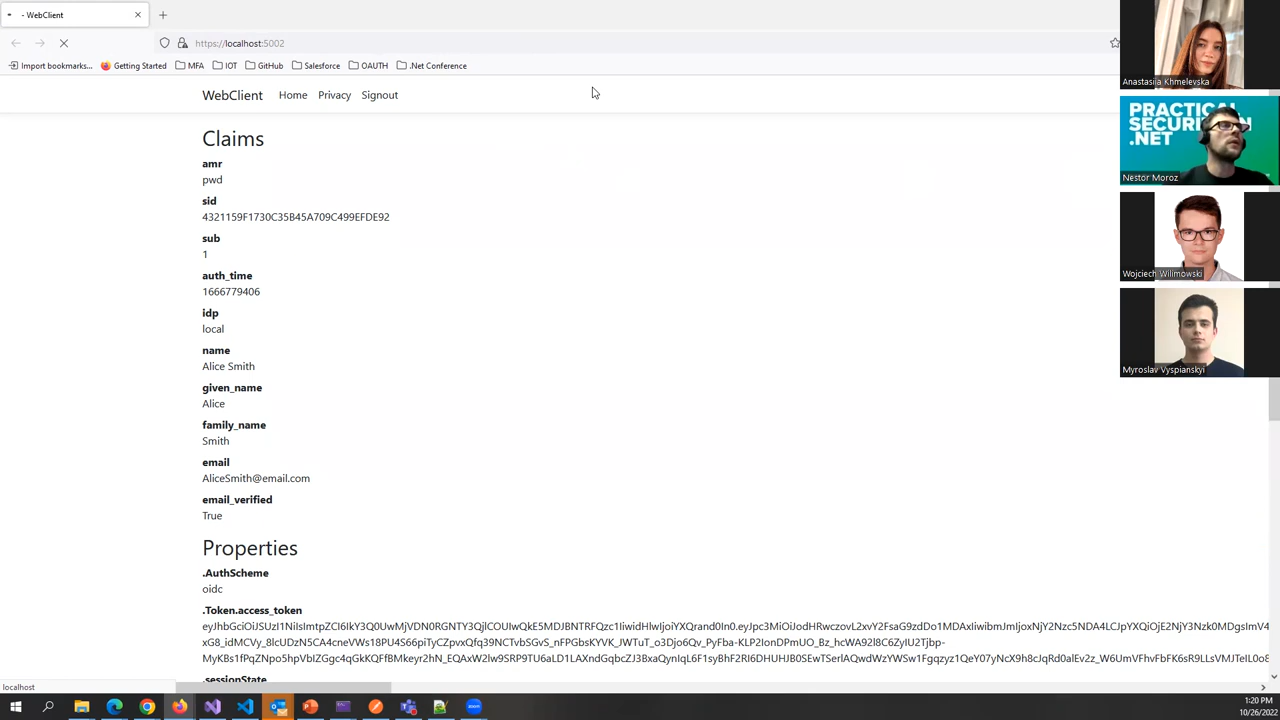 - WebClient
https://localhost:5002
Import bookmarks... Getting Started MFA IOT GitHub Salesforce OAUTH .Net Conference
WebClient Home Privacy Signout
Claims
amr
pwd
sid
4321159F1730C35B45A709C499EFDE92
sub
1
auth_time
1666779406
idp
local
name
Alice Smith
given_name
Alice
family_name
Smith
email
AliceSmith@email.com
email_verified
True
Properties
.AuthScheme
oidc
.Token.access_token
.sessionState
localhost
Anastasiia Khmelevska
PRACTICAL
.NET
Nestor Moroz
Wojciech Wilimowski
Myroslav Vyspianskyi
1:20 PM
10/26/2022